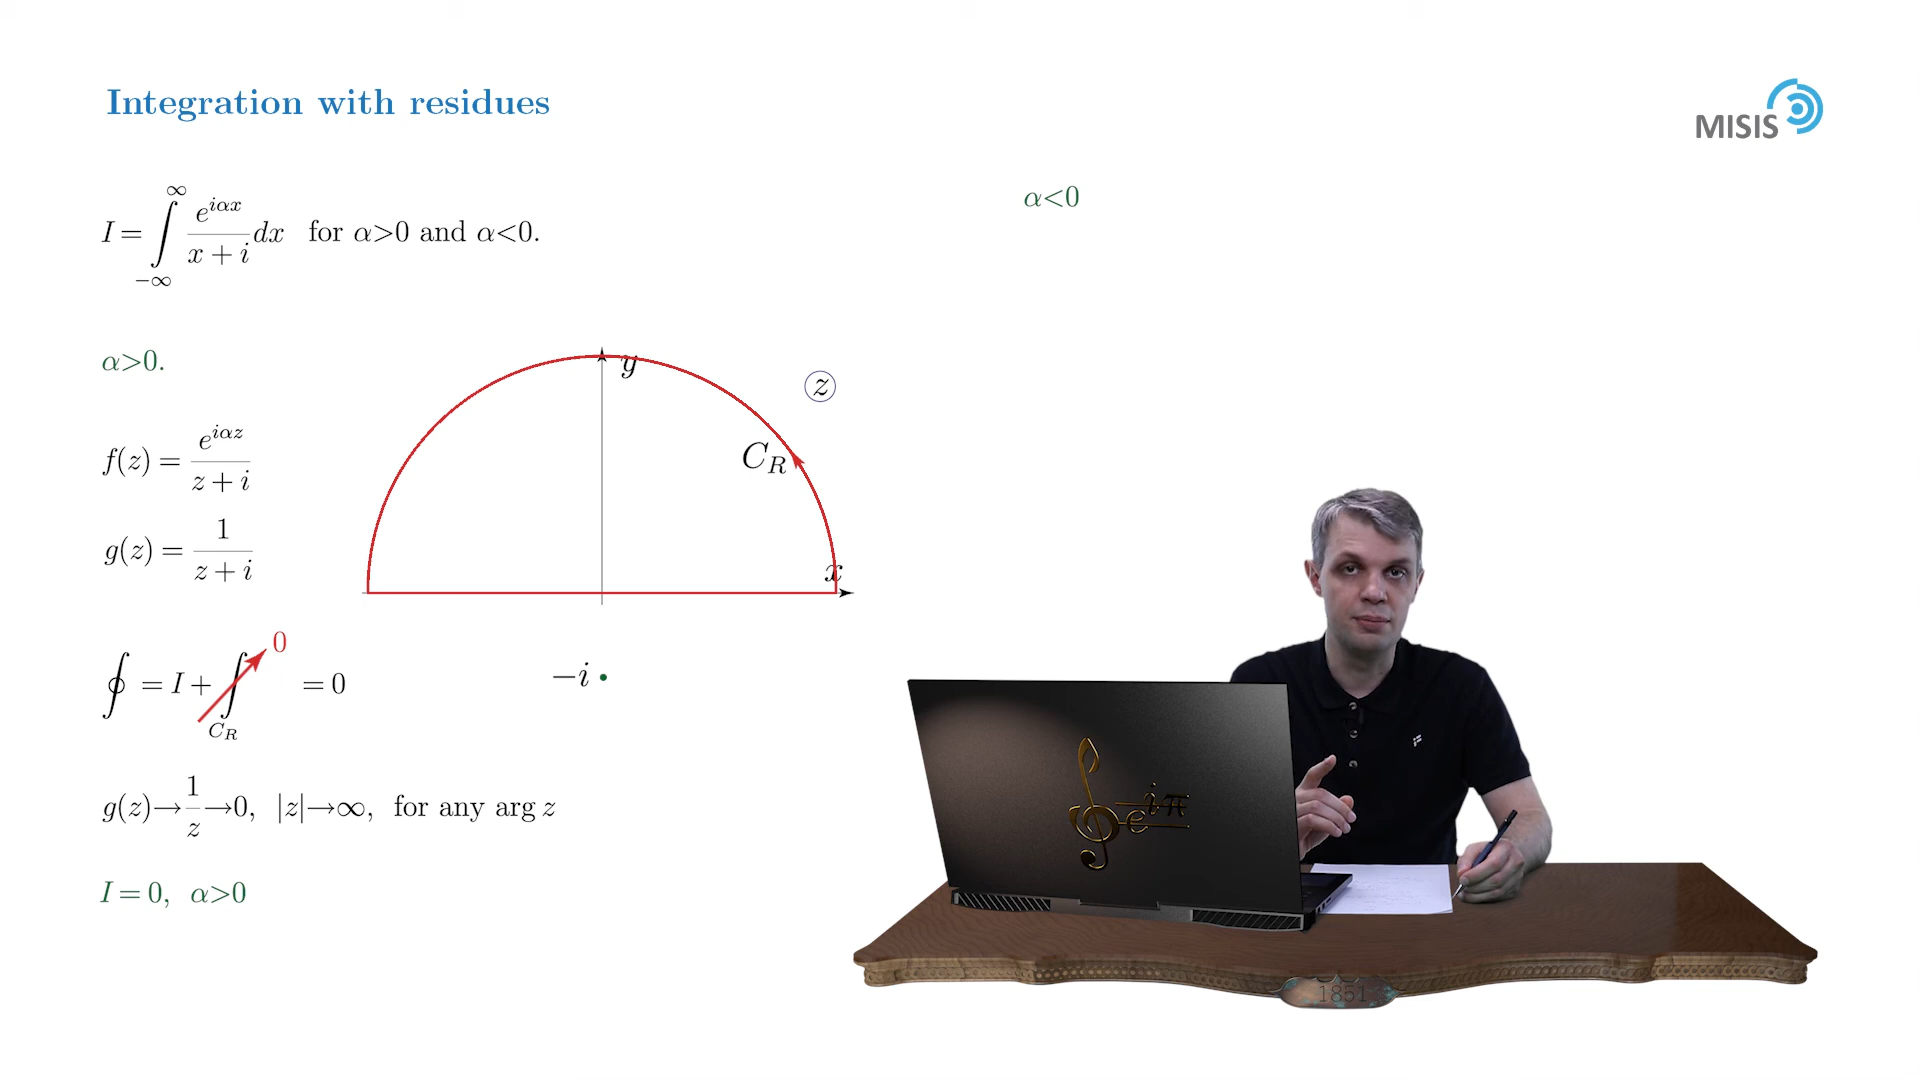 Integration with residues
MISIS
I = ∫_{-∞}^{∞} e^{iαx}/(x + i) dx for α>0 and α<0.
α<0
α>0.
f(z) = e^{iαz}/(z + i)
g(z) = 1/(z + i)
y
z
C_R
x
∮ = I + ∫_{C_R} 0 = 0
−i
g(z)→1/z→0, |z|→∞, for any arg z
I = 0, α>0
e^{iπ}
1851